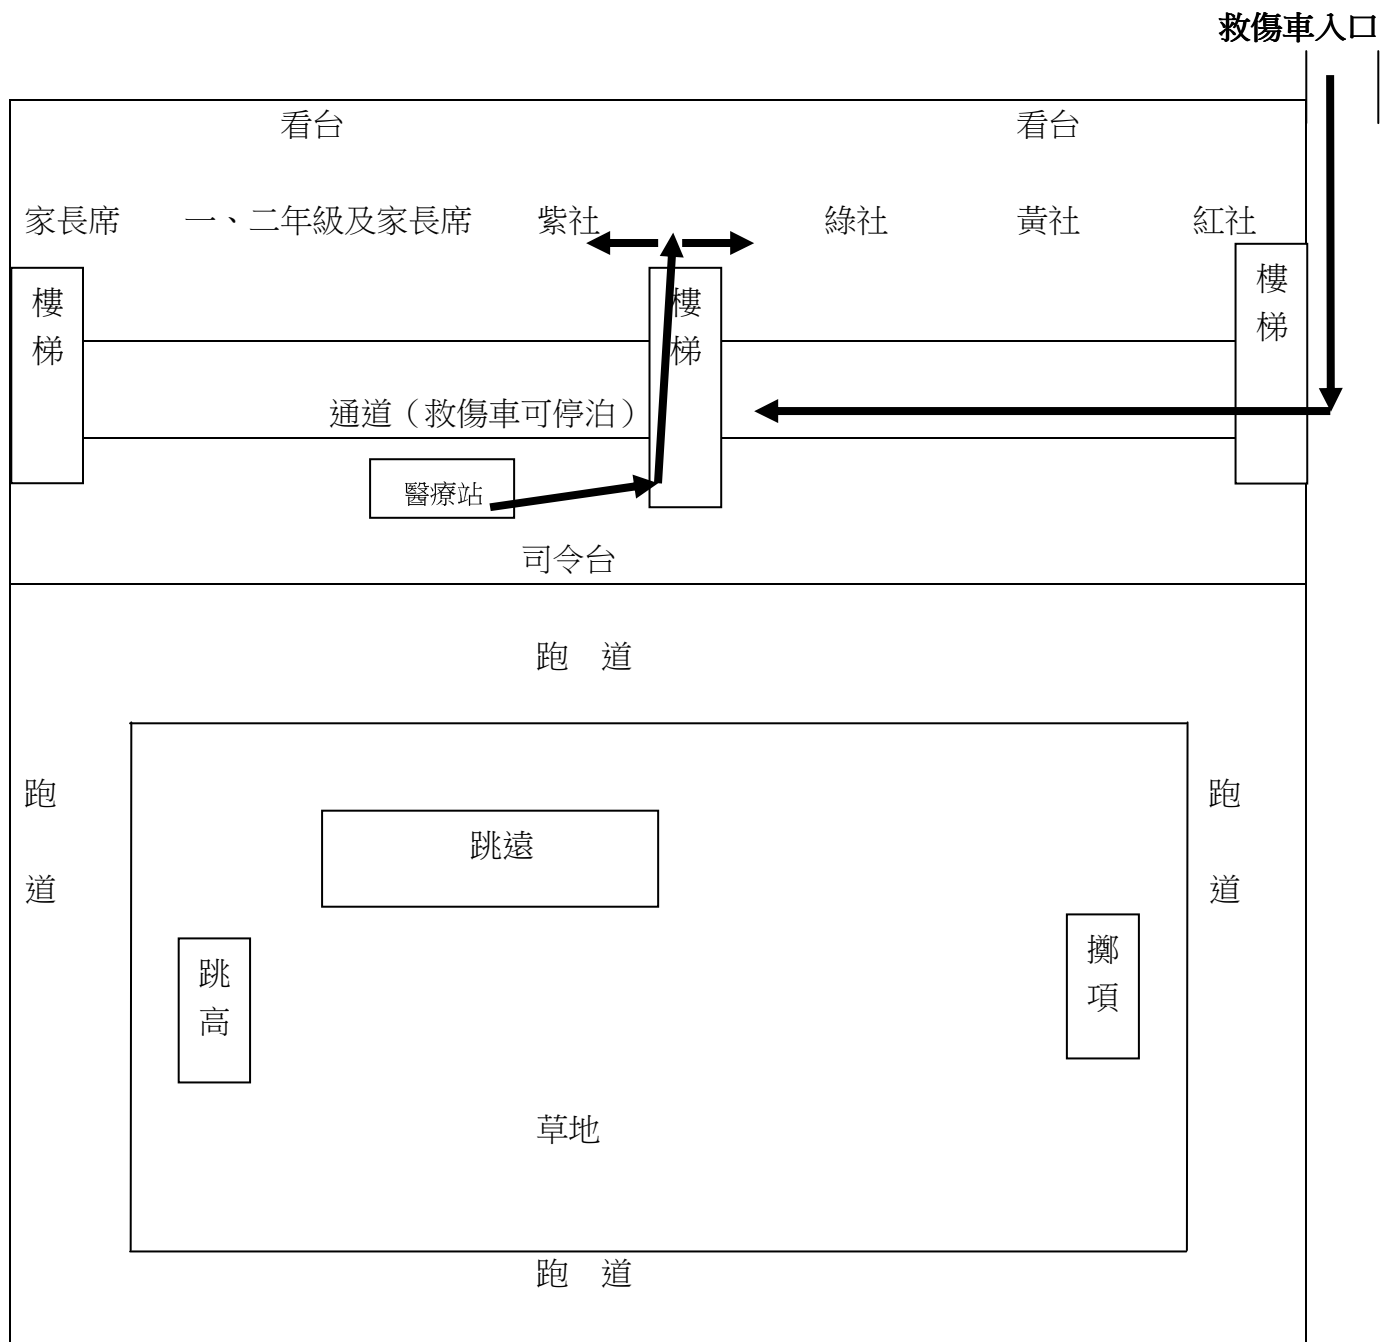 救傷車入口
看台
看台
家長席
一、二年級及家長席
紫社
綠社
黃社
紅社
樓梯
樓梯
樓梯
通道（救傷車可停泊）
醫療站
司令台
跑 道
跑道
跑道
跳遠
跳高
擲項
草地
跑 道